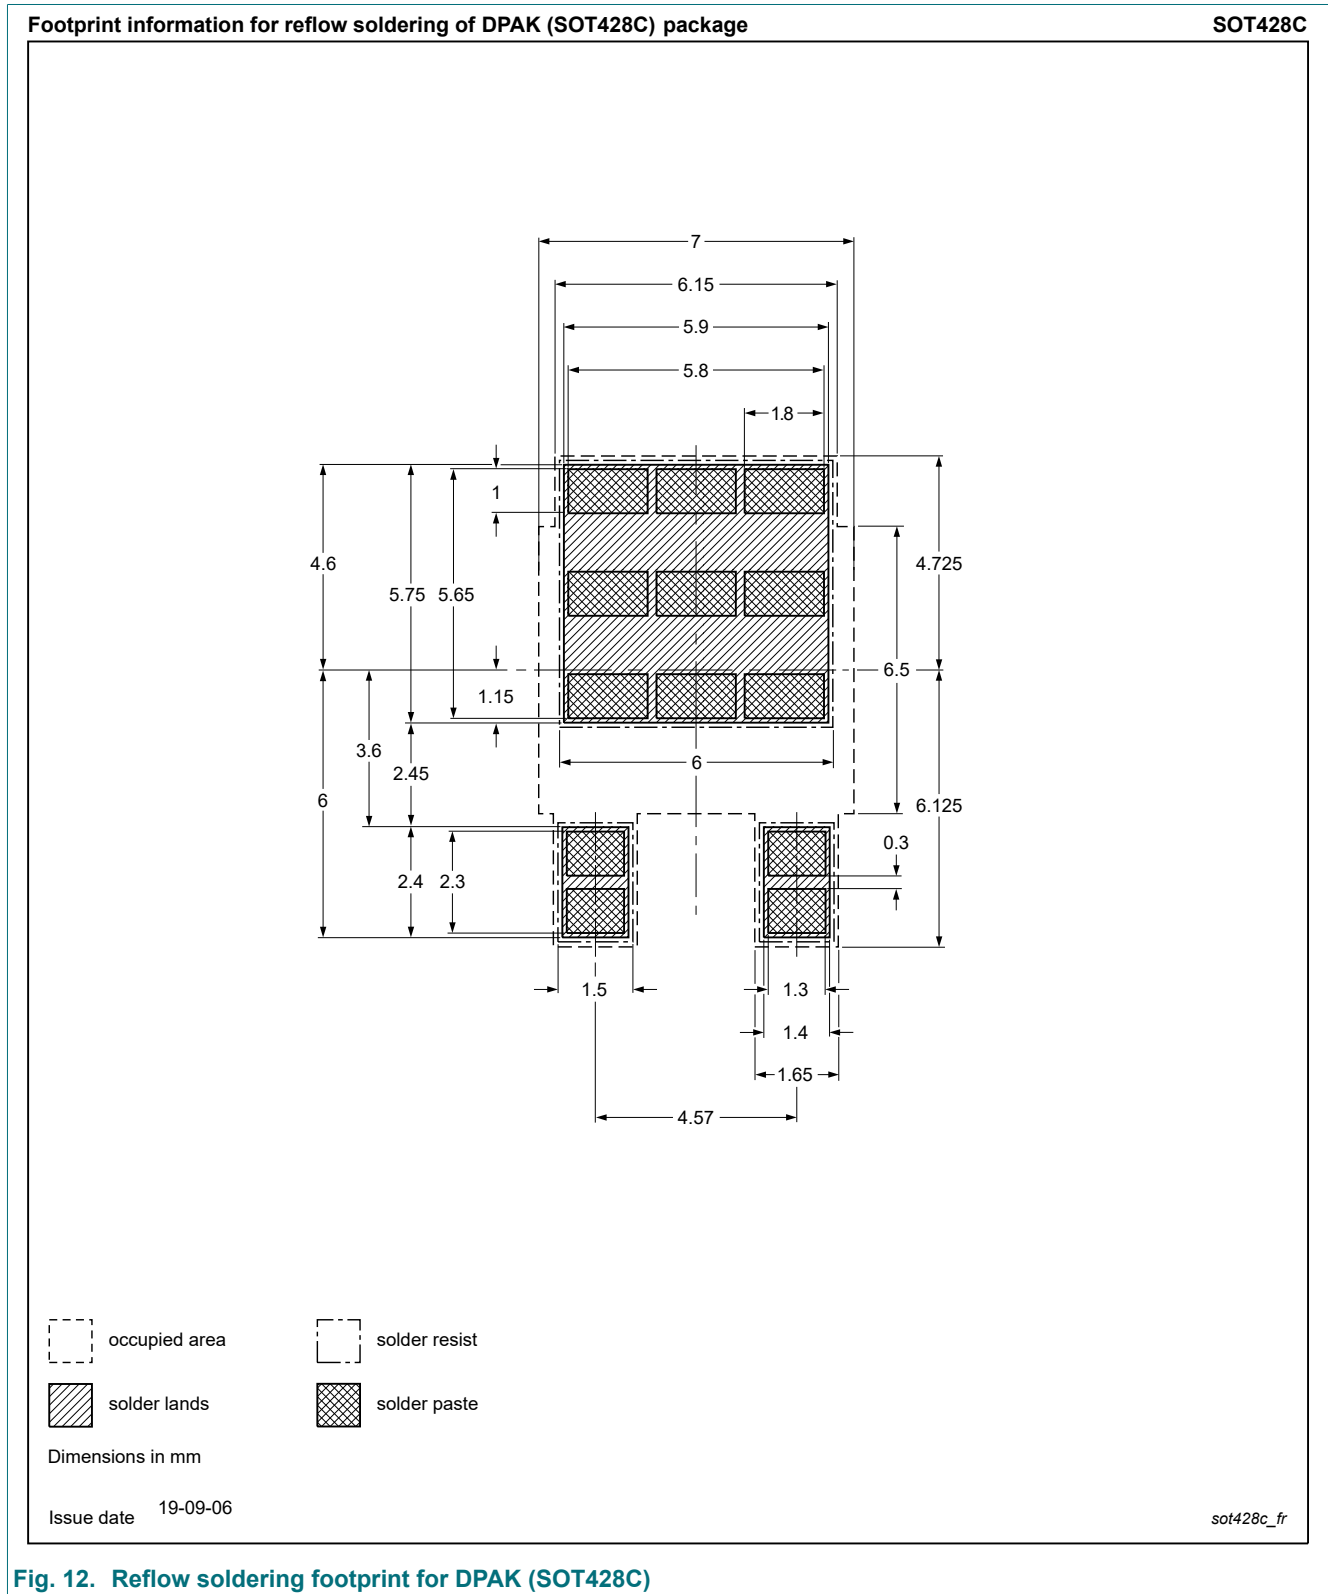 Footprint information for reflow soldering of DPAK (SOT428C) package SOT428C
7
6.15
5.9
5.8
1.8
1
4.6
4.725
5.75
5.65
6.5
1.15
3.6
2.45
6
6
6.125
0.3
2.4
2.3
1.5
1.3
1.4
1.65
4.57
occupied area
solder resist
solder lands
solder paste
Dimensions in mm
Issue date 19-09-06
sot428c_fr
Fig. 12. Reflow soldering footprint for DPAK (SOT428C)